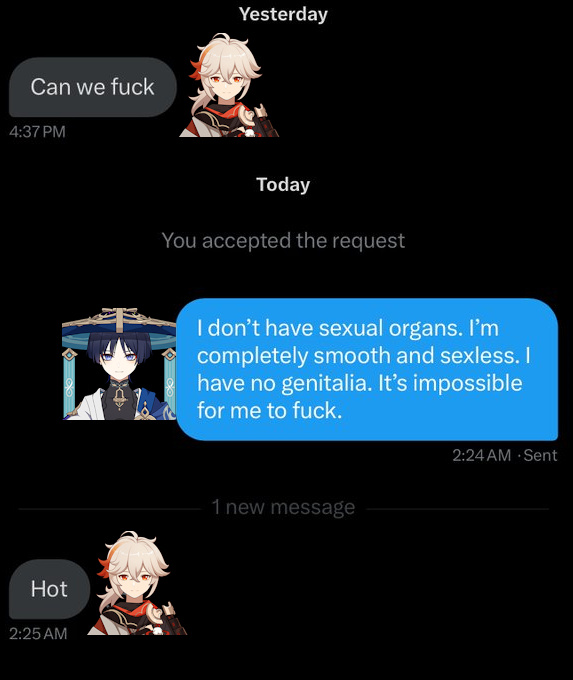 Yesterday
Can we fuck
4:37 PM
Today
You accepted the request
I don’t have sexual organs. I’m
completely smooth and sexless. I
have no genitalia. It’s impossible
for me to fuck.
2:24 AM · Sent
1 new message
Hot
2:25 AM